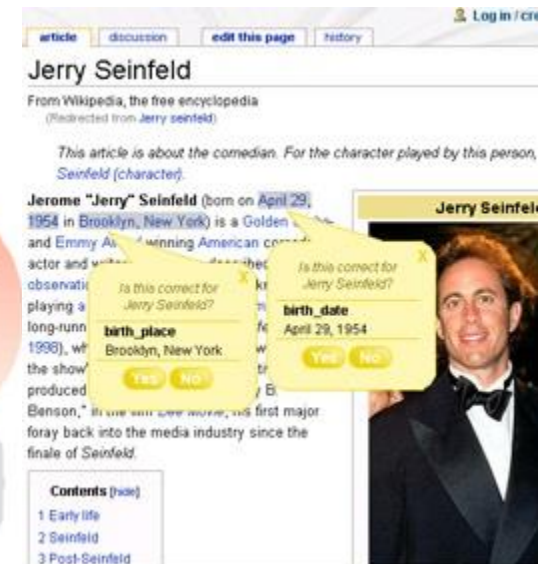 Log in / cre
article discussion edit this page history
Jerry Seinfeld
From Wikipedia, the free encyclopedia
(Redirected from Jerry seinfeld)
This article is about the comedian. For the character played by this person,
Seinfeld (character).
Jerome "Jerry" Seinfeld (born on April 29,
1954 in Brooklyn, New York) is a Golden
and Emmy winning American
actor and
playing a
long-runn
1998), wh
the show'
produced
Benson," in the film Bee Movie, his first major
foray back into the media industry since the
finale of Seinfeld.
X
Is this correct for
Jerry Seinfeld?
birth_place
Brooklyn, New York
Yes No
X
Is this correct for
Jerry Seinfeld?
birth_date
April 29, 1954
Yes No
Jerry Seinfel
Contents [hide]
1 Early life
2 Seinfeld
3 Post-Seinfeld